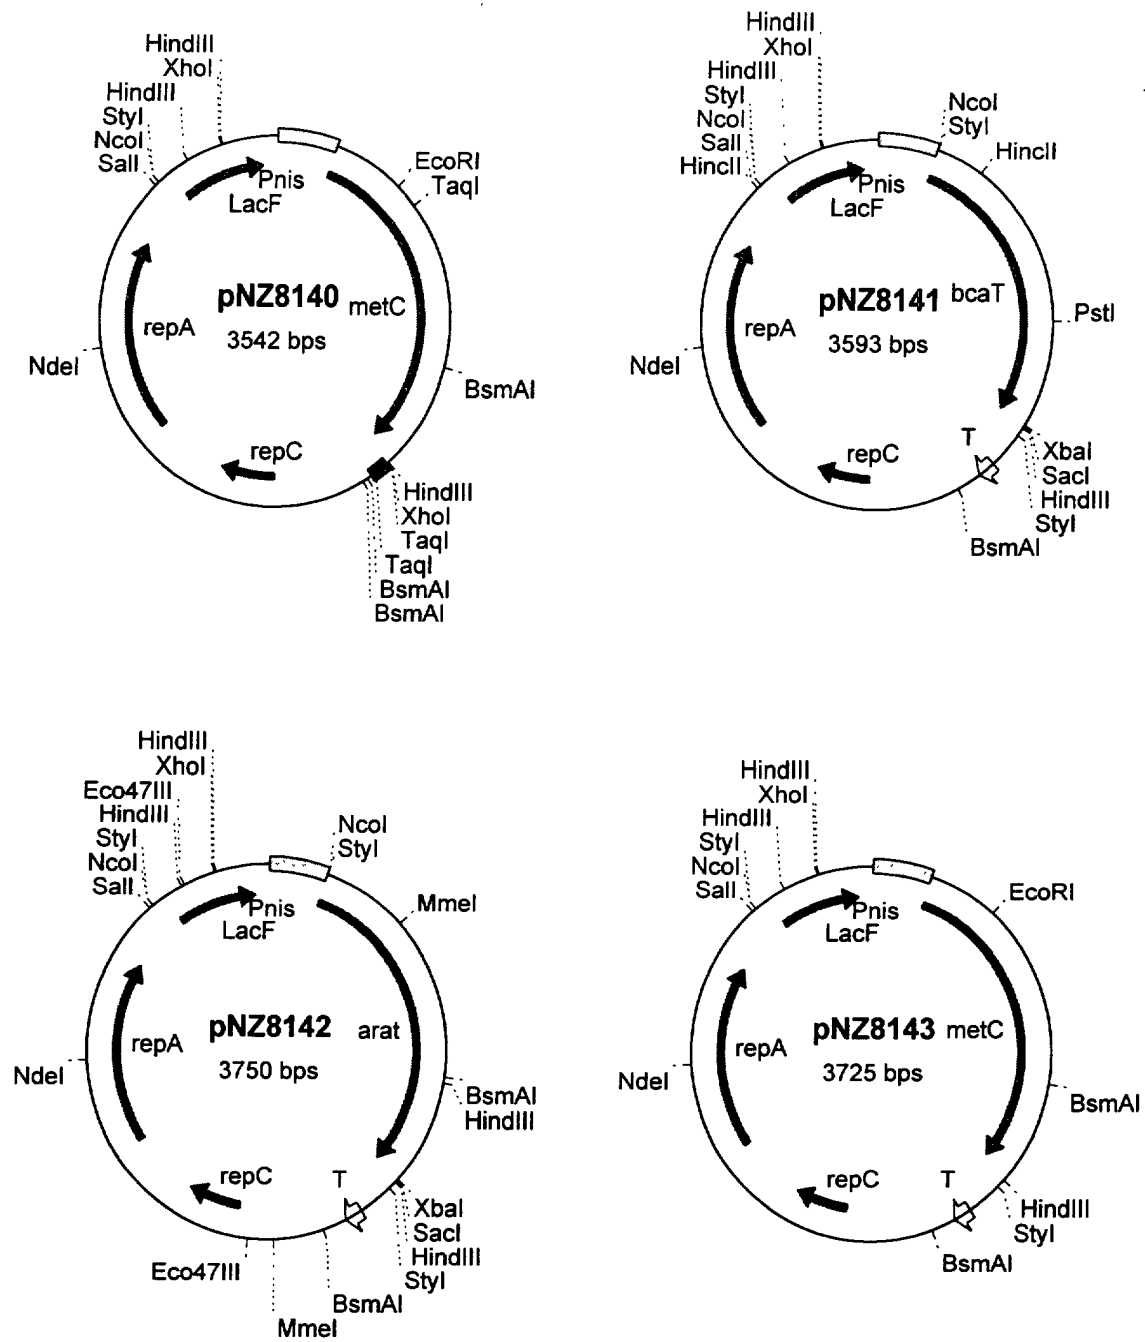 HindIII
XhoI
HindIII
StyI
NcoI
SalI
EcoRI
TaqI
Pnis
LacF
pNZ8140
metC
3542 bps
repA
NdeI
BsmAI
repC
HindIII
XhoI
TaqI
TaqI
BsmAI
BsmAI
HindIII
XhoI
HindIII
StyI
NcoI
SalI
HincII
NcoI
StyI
HincII
Pnis
LacF
pNZ8141
bcaT
3593 bps
repA
PstI
NdeI
T
repC
XbaI
SacI
HindIII
StyI
BsmAI
HindIII
XhoI
Eco47III
HindIII
StyI
NcoI
SalI
NcoI
StyI
MmeI
Pnis
LacF
pNZ8142
arat
3750 bps
repA
NdeI
BsmAI
HindIII
T
repC
XbaI
SacI
HindIII
StyI
Eco47III
BsmAI
MmeI
HindIII
XhoI
HindIII
StyI
NcoI
SalI
EcoRI
Pnis
LacF
pNZ8143
metC
3725 bps
repA
NdeI
BsmAI
T
repC
HindIII
StyI
BsmAI